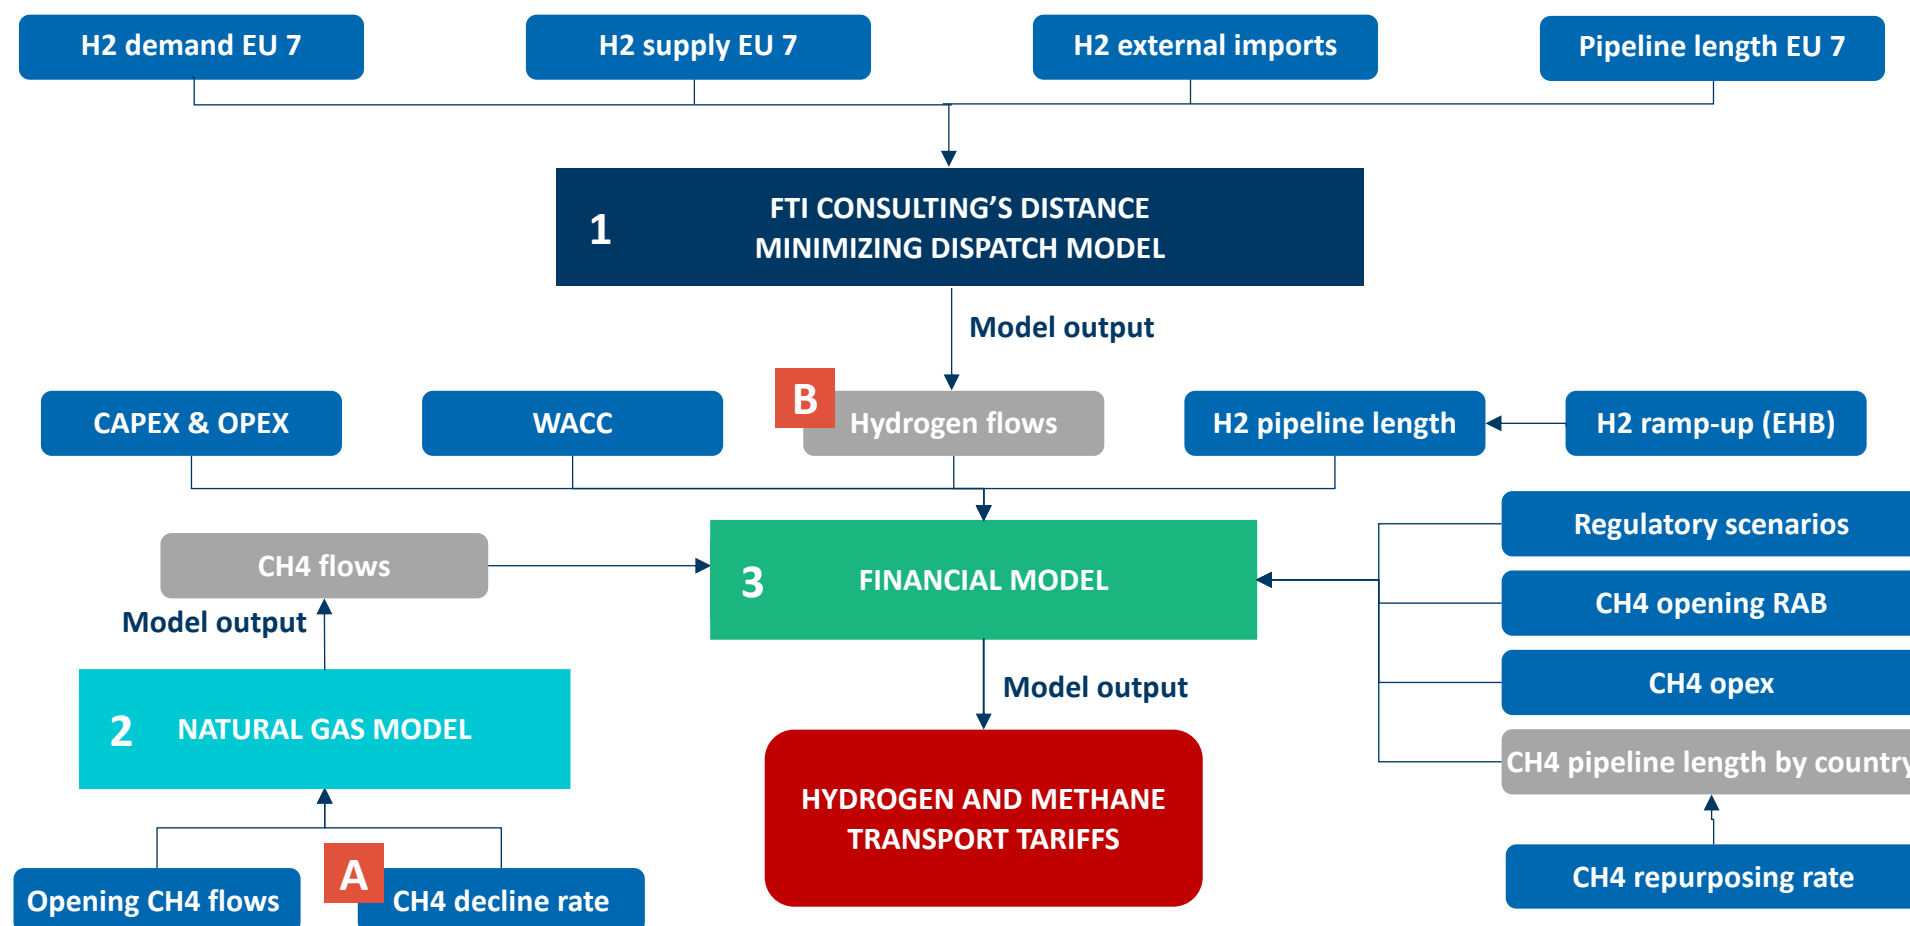 H2 demand EU 7
H2 supply EU 7
H2 external imports
Pipeline length EU 7
1
FTI CONSULTING’S DISTANCE
MINIMIZING DISPATCH MODEL
Model output
CAPEX & OPEX
WACC
B
Hydrogen flows
H2 pipeline length
H2 ramp-up (EHB)
CH4 flows
Model output
3
FINANCIAL MODEL
Regulatory scenarios
CH4 opening RAB
CH4 opex
CH4 pipeline length by country
CH4 repurposing rate
2
NATURAL GAS MODEL
Model output
HYDROGEN AND METHANE
TRANSPORT TARIFFS
Opening CH4 flows
A
CH4 decline rate